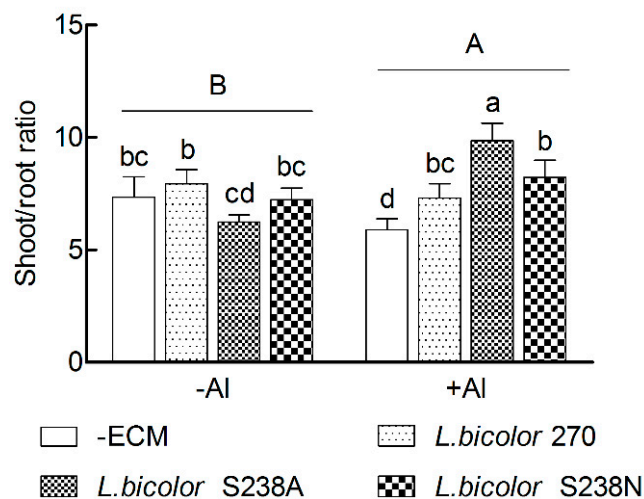 15
A
B
a
10
bc b bc b
cd bc
d
5
0
Shoot/root ratio
-Al +Al
-ECM L.bicolor 270
L.bicolor S238A L.bicolor S238N